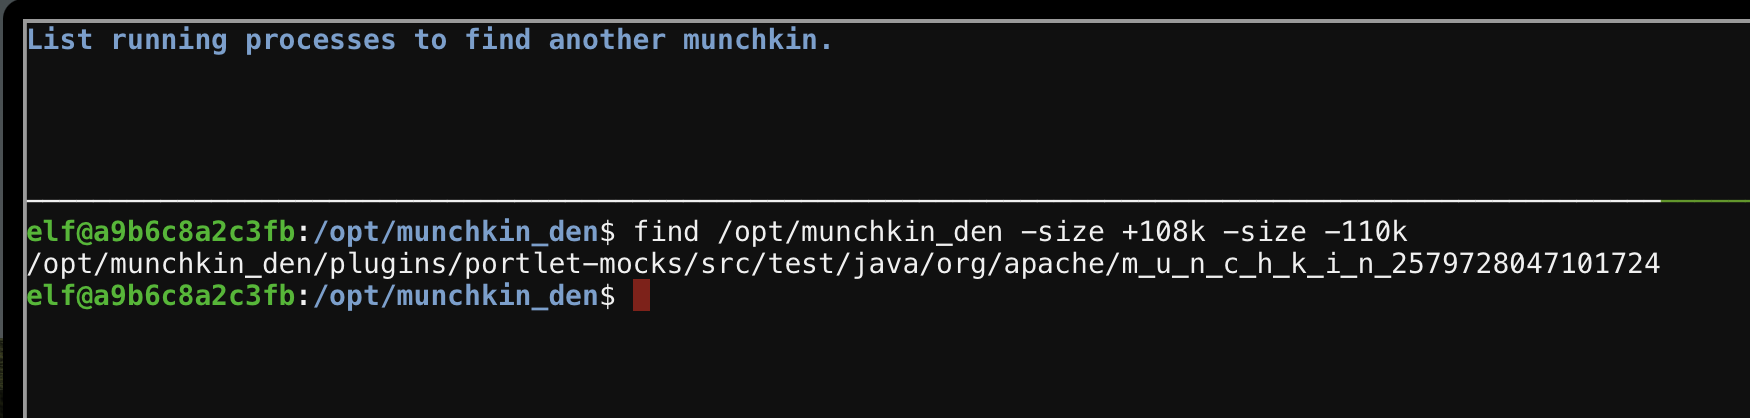 List running processes to find another munchkin.
elf@a9b6c8a2c3fb:/opt/munchkin_den$ find /opt/munchkin_den -size +108k -size -110k
/opt/munchkin_den/plugins/portlet-mocks/src/test/java/org/apache/m_u_n_c_h_k_i_n_2579728047101724
elf@a9b6c8a2c3fb:/opt/munchkin_den$